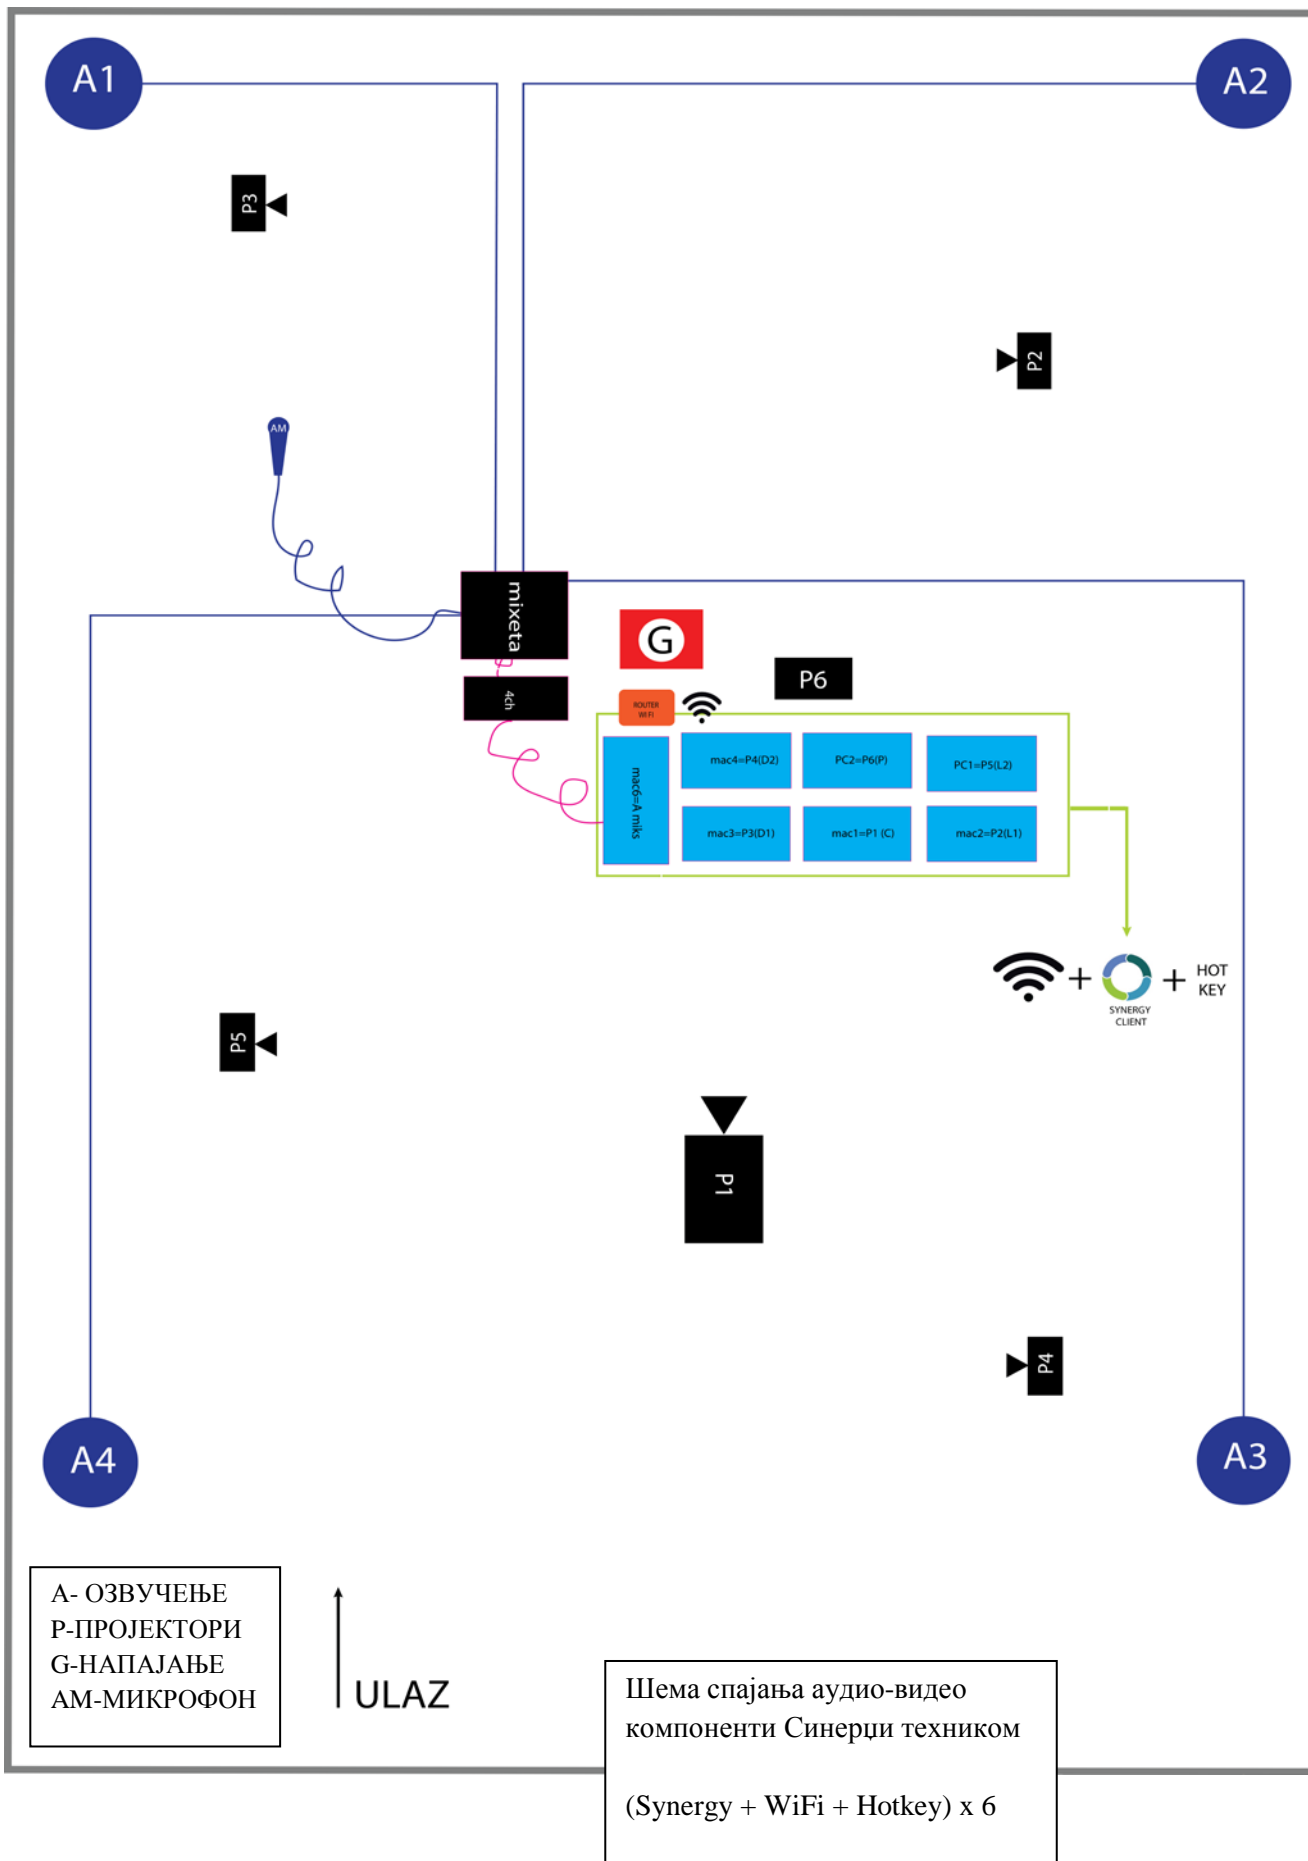 A1
A2
P3
P2
AM
mixeta
G
P6
4ch
ROUTER
WI FI
mac6=A miks
mac4=P4(D2)
PC2=P6(P)
PC1=P5(L2)
mac3=P3(D1)
mac1=P1 (C)
mac2=P2(L1)
+
+
HOT
KEY
SYNERGY
CLIENT
P5
P1
P4
A4
A3
А- ОЗВУЧЕЊЕ
Р-ПРОЈЕКТОРИ
G-НАПАЈАЊЕ
АМ-МИКРОФОН
ULAZ
Шема спајања аудио-видео
компоненти Синерџи техником
(Synergy + WiFi + Hotkey) x 6